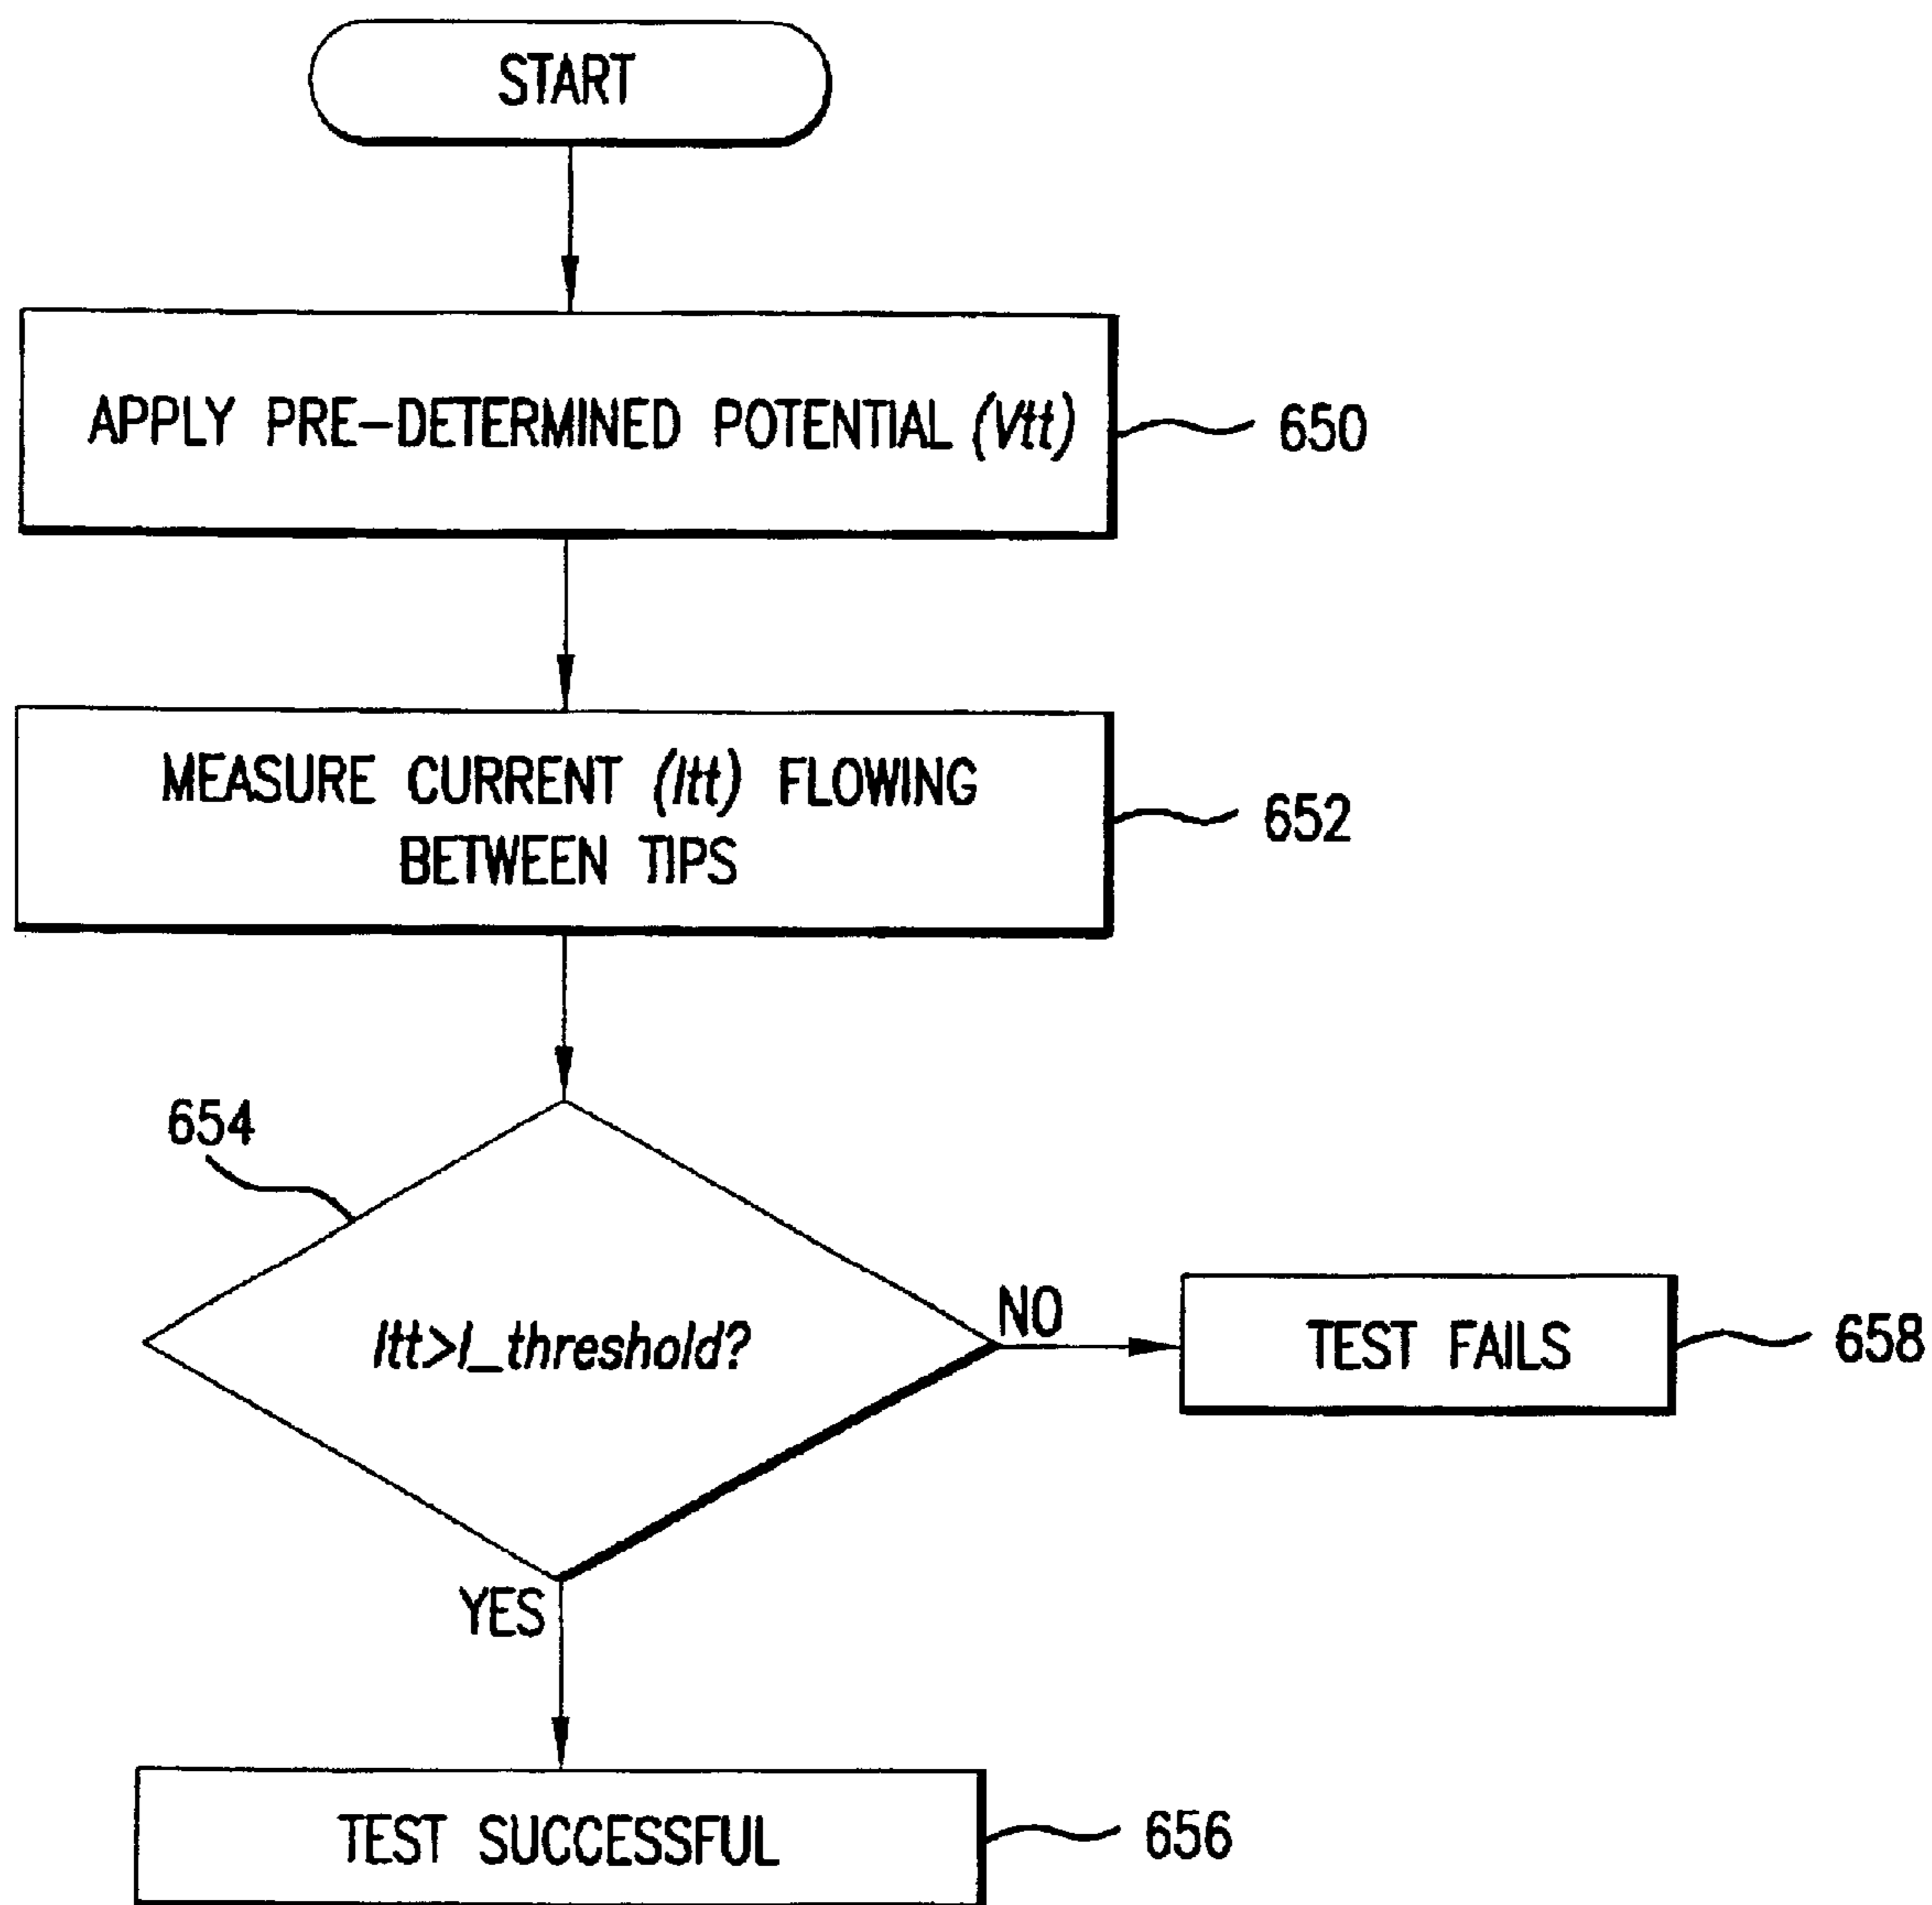 START
APPLY PRE-DETERMINED POTENTIAL (Vtt)
650
MEASURE CURRENT (Itt) FLOWING
BETWEEN TIPS
652
654
Itt>I_threshold?
NO
TEST FAILS
658
YES
TEST SUCCESSFUL
656